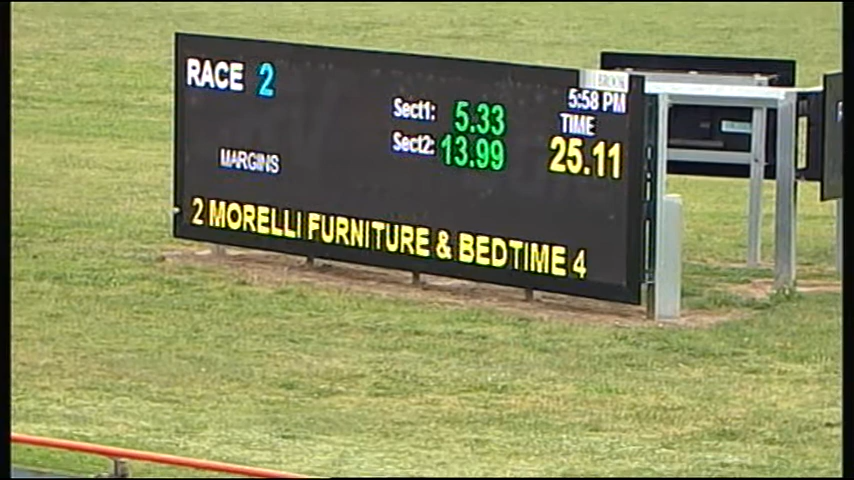 RACE 2
BROOK
5:58 PM
Sect1: 5.33
TIME
Sect2: 13.99
25.11
MARGINS
2 MORELLI FURNITURE & BEDTIME 4